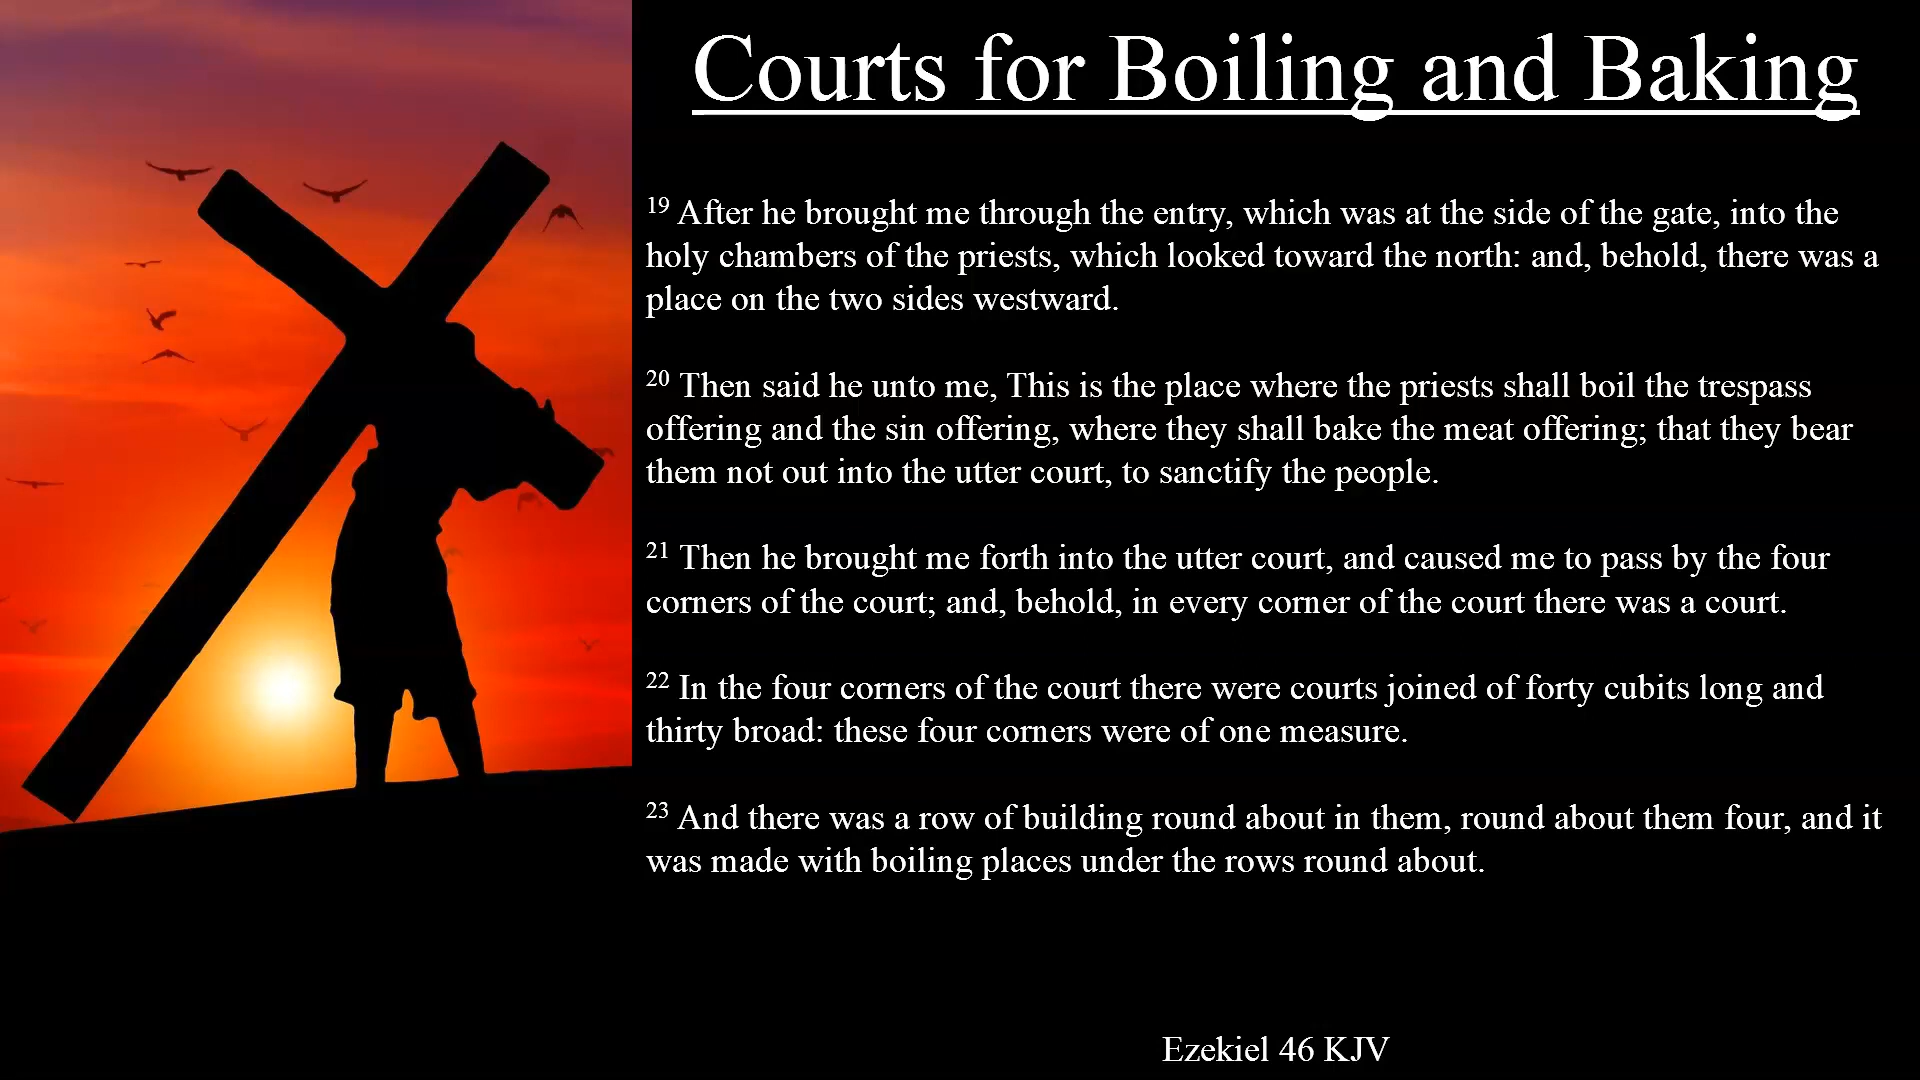 Courts for Boiling and Baking
19 After he brought me through the entry, which was at the side of the gate, into the
holy chambers of the priests, which looked toward the north: and, behold, there was a
place on the two sides westward.
20 Then said he unto me, This is the place where the priests shall boil the trespass
offering and the sin offering, where they shall bake the meat offering; that they bear
them not out into the utter court, to sanctify the people.
21 Then he brought me forth into the utter court, and caused me to pass by the four
corners of the court; and, behold, in every corner of the court there was a court.
22 In the four corners of the court there were courts joined of forty cubits long and
thirty broad: these four corners were of one measure.
23 And there was a row of building round about in them, round about them four, and it
was made with boiling places under the rows round about.
Ezekiel 46 KJV